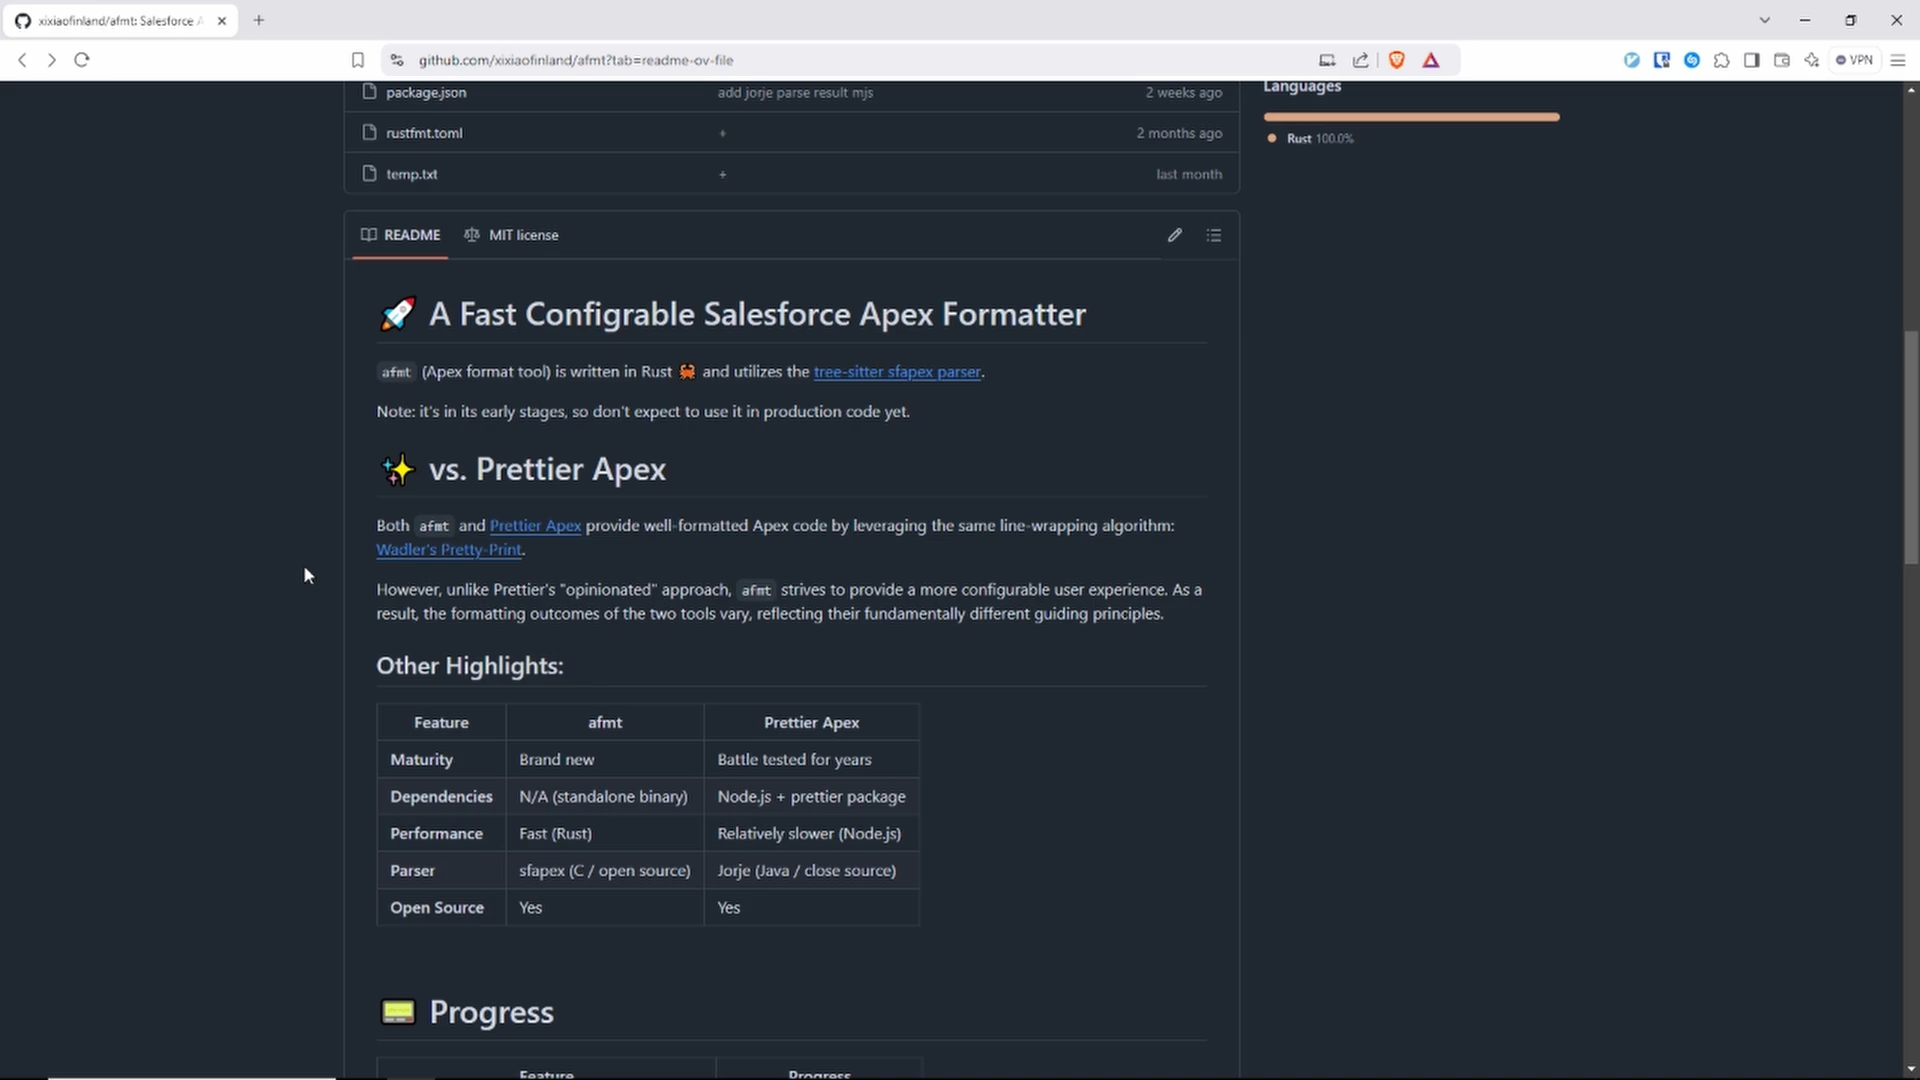 xixiaofinland/afmt: Salesforce A
github.com/xixiaofinland/afmt?tab=readme-ov-file
VPN
package.json add jorje parse result mjs 2 weeks ago
rustfmt.toml + 2 months ago
temp.txt + last month
Languages
Rust 100.0%
README MIT license
🚀 A Fast Configrable Salesforce Apex Formatter
afmt (Apex format tool) is written in Rust 🦀 and utilizes the tree-sitter sfapex parser.
Note: it's in its early stages, so don't expect to use it in production code yet.
✨ vs. Prettier Apex
Both afmt and Prettier Apex provide well-formatted Apex code by leveraging the same line-wrapping algorithm:
Wadler's Pretty-Print.
However, unlike Prettier's "opinionated" approach, afmt strives to provide a more configurable user experience. As a
result, the formatting outcomes of the two tools vary, reflecting their fundamentally different guiding principles.
Other Highlights:
Feature afmt Prettier Apex
Maturity Brand new Battle tested for years
Dependencies N/A (standalone binary) Node.js + prettier package
Performance Fast (Rust) Relatively slower (Node.js)
Parser sfapex (C / open source) Jorje (Java / close source)
Open Source Yes Yes
📟 Progress
Feature Progress